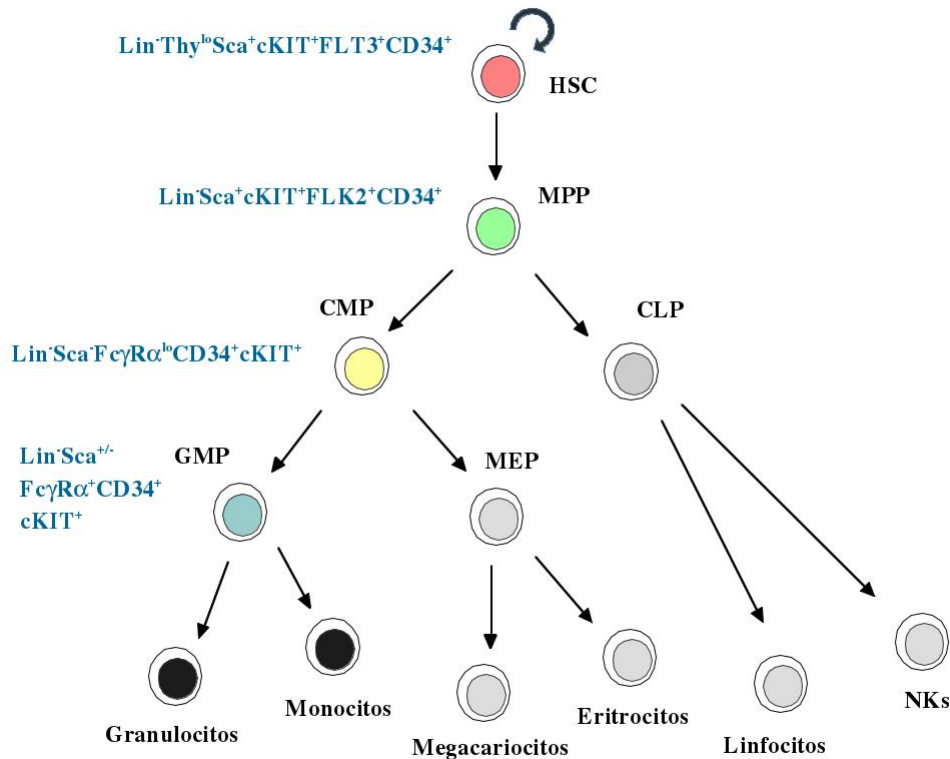 Lin⁻ThyˡᵒSca⁺cKIT⁺FLT3⁺CD34⁺
HSC
Lin⁻Sca⁺cKIT⁺FLK2⁺CD34⁺
MPP
CMP
CLP
Lin⁻Sca⁻FcγRαˡᵒCD34⁺cKIT⁺
Lin⁻Sca⁺/⁻
FcγRα⁺CD34⁺
cKIT⁺
GMP
MEP
Granulocitos
Monocitos
Megacariocitos
Eritrocitos
Linfocitos
NKs